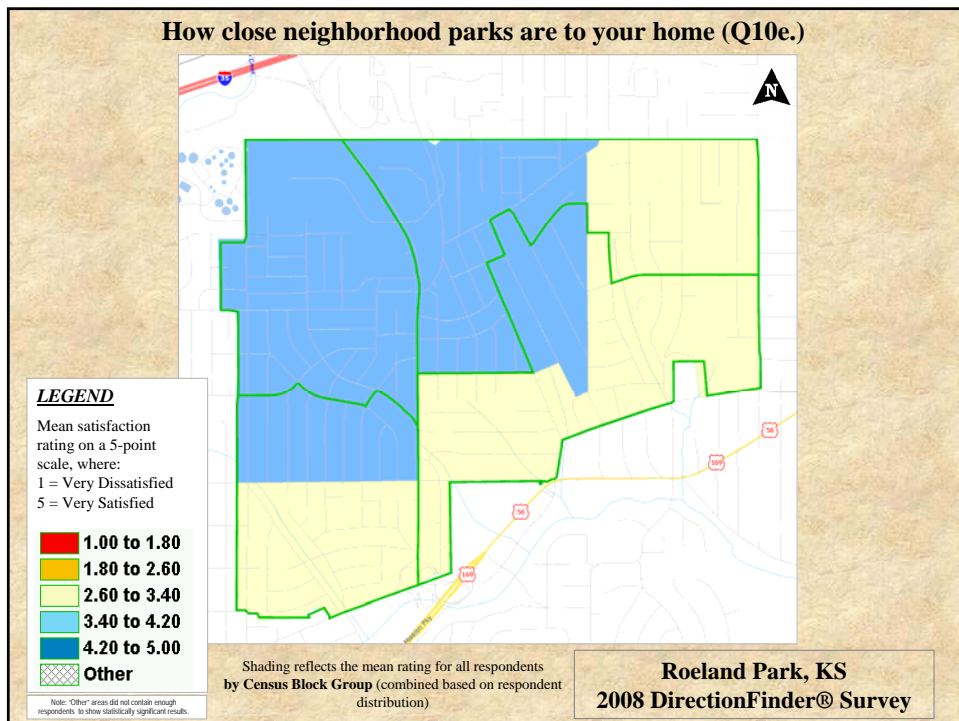 How close neighborhood parks are to your home (Q10e.)
35
Creek
N
LEGEND
Mean satisfaction
rating on a 5-point
scale, where:
1 = Very Dissatisfied
5 = Very Satisfied
1.00 to 1.80
1.80 to 2.60
2.60 to 3.40
3.40 to 4.20
4.20 to 5.00
Other
Note: "Other" areas did not contain enough
respondents to show statistically significant results.
56
169
56
169
Pky
Shading reflects the mean rating for all respondents
by Census Block Group (combined based on respondent
distribution)
Roeland Park, KS
2008 DirectionFinder® Survey